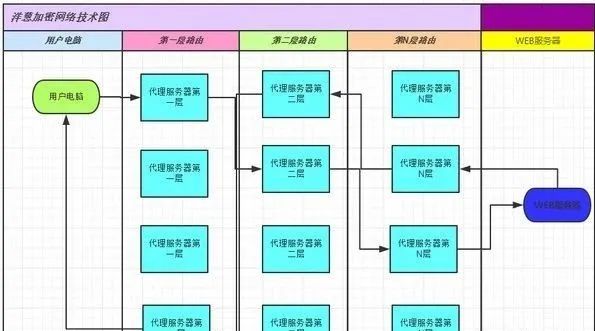 洋葱加密网络技术图
用户电脑
第一层路由
第二层路由
第N层路由
WEB服务器
用户电脑
代理服务器第
一层
代理服务器第
二层
代理服务器第
N层
代理服务器第
一层
代理服务器第
二层
代理服务器第
N层
WEB服务器
代理服务器第
一层
代理服务器第
二层
代理服务器第
N层
代理服务器第
代理服务器第
代理服务器第